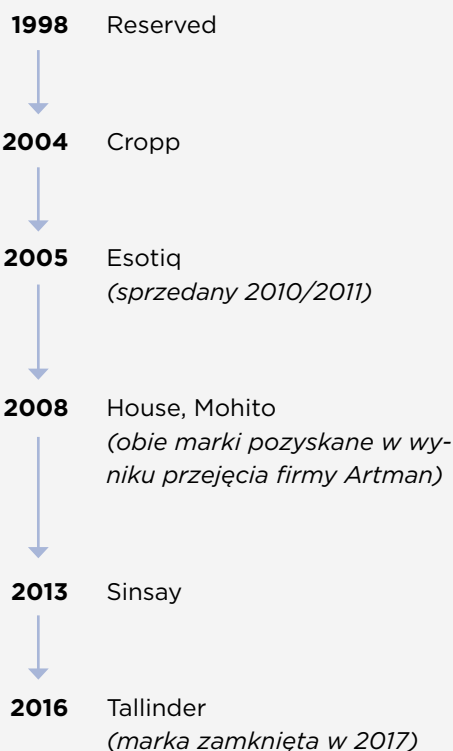 1998 Reserved
2004 Cropp
2005 Esotiq
(sprzedany 2010/2011)
2008 House, Mohito
(obie marki pozyskane w wy-
niku przejęcia firmy Artman)
2013 Sinsay
2016 Tallinder
(marka zamknięta w 2017)